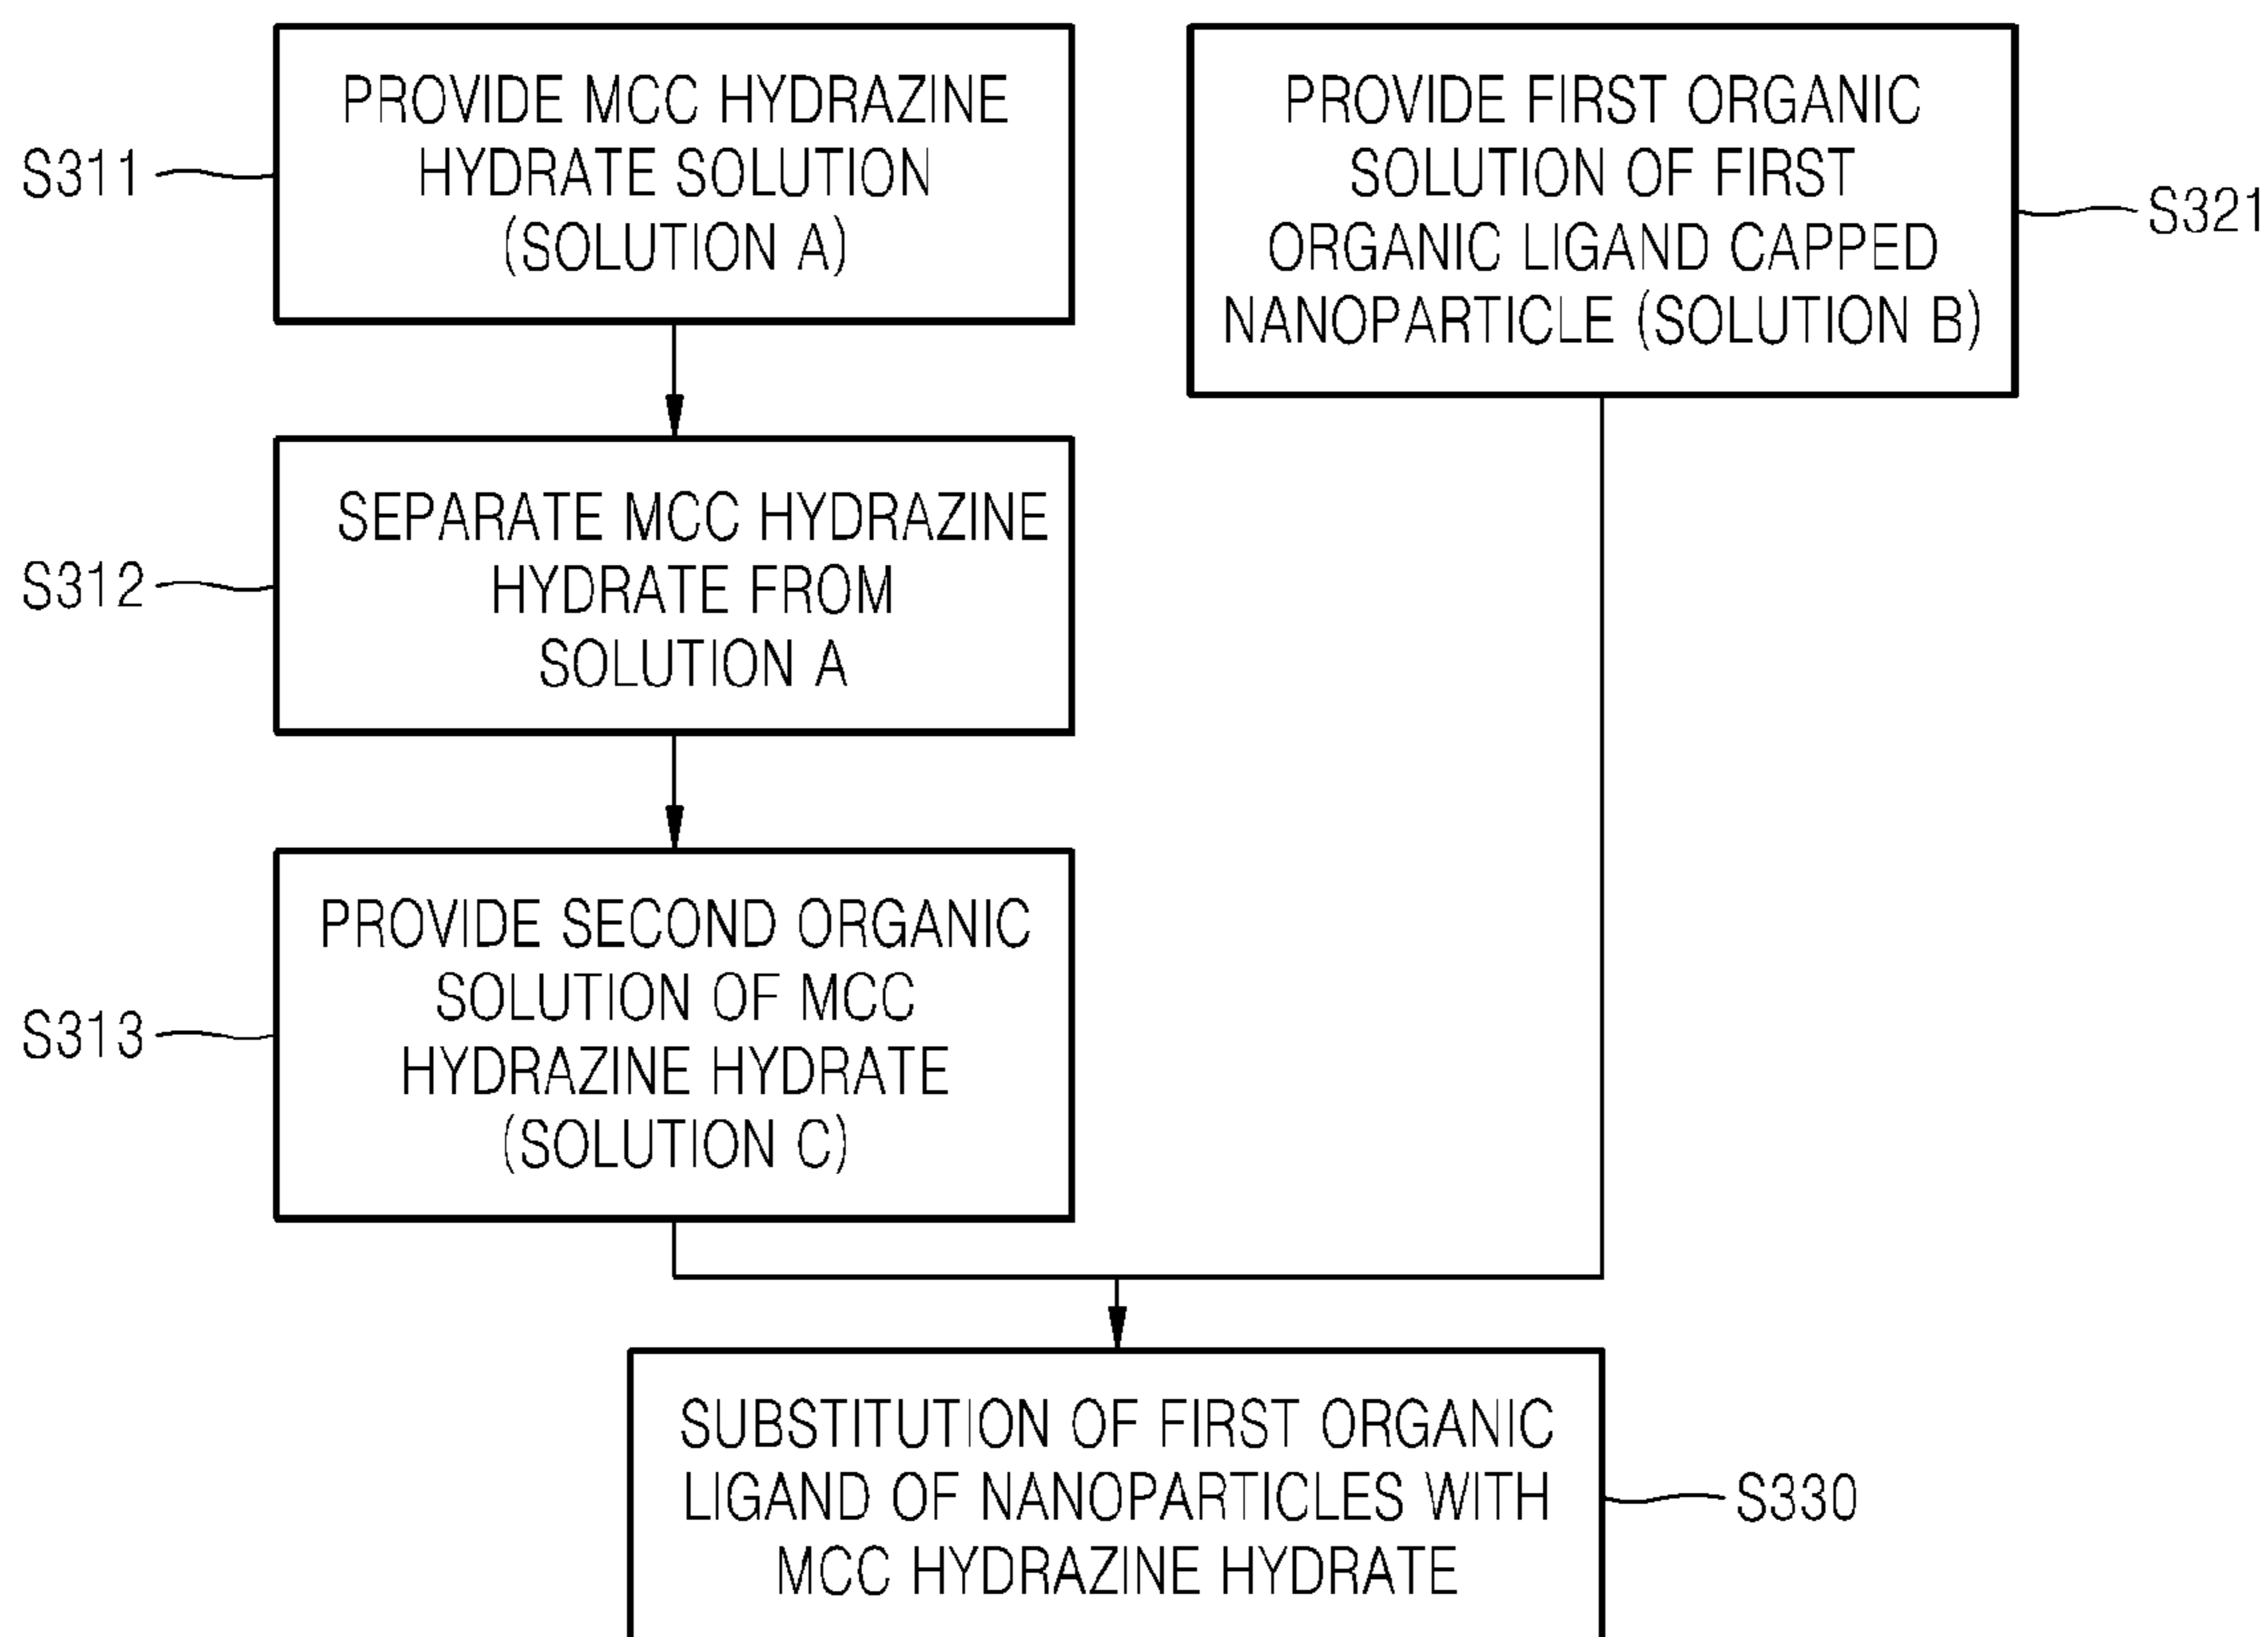 S311
PROVIDE MCC HYDRAZINE
HYDRATE SOLUTION
(SOLUTION A)
PROVIDE FIRST ORGANIC
SOLUTION OF FIRST
ORGANIC LIGAND CAPPED
NANOPARTICLE (SOLUTION B)
S321
S312
SEPARATE MCC HYDRAZINE
HYDRATE FROM
SOLUTION A
S313
PROVIDE SECOND ORGANIC
SOLUTION OF MCC
HYDRAZINE HYDRATE
(SOLUTION C)
SUBSTITUTION OF FIRST ORGANIC
LIGAND OF NANOPARTICLES WITH
MCC HYDRAZINE HYDRATE
S330